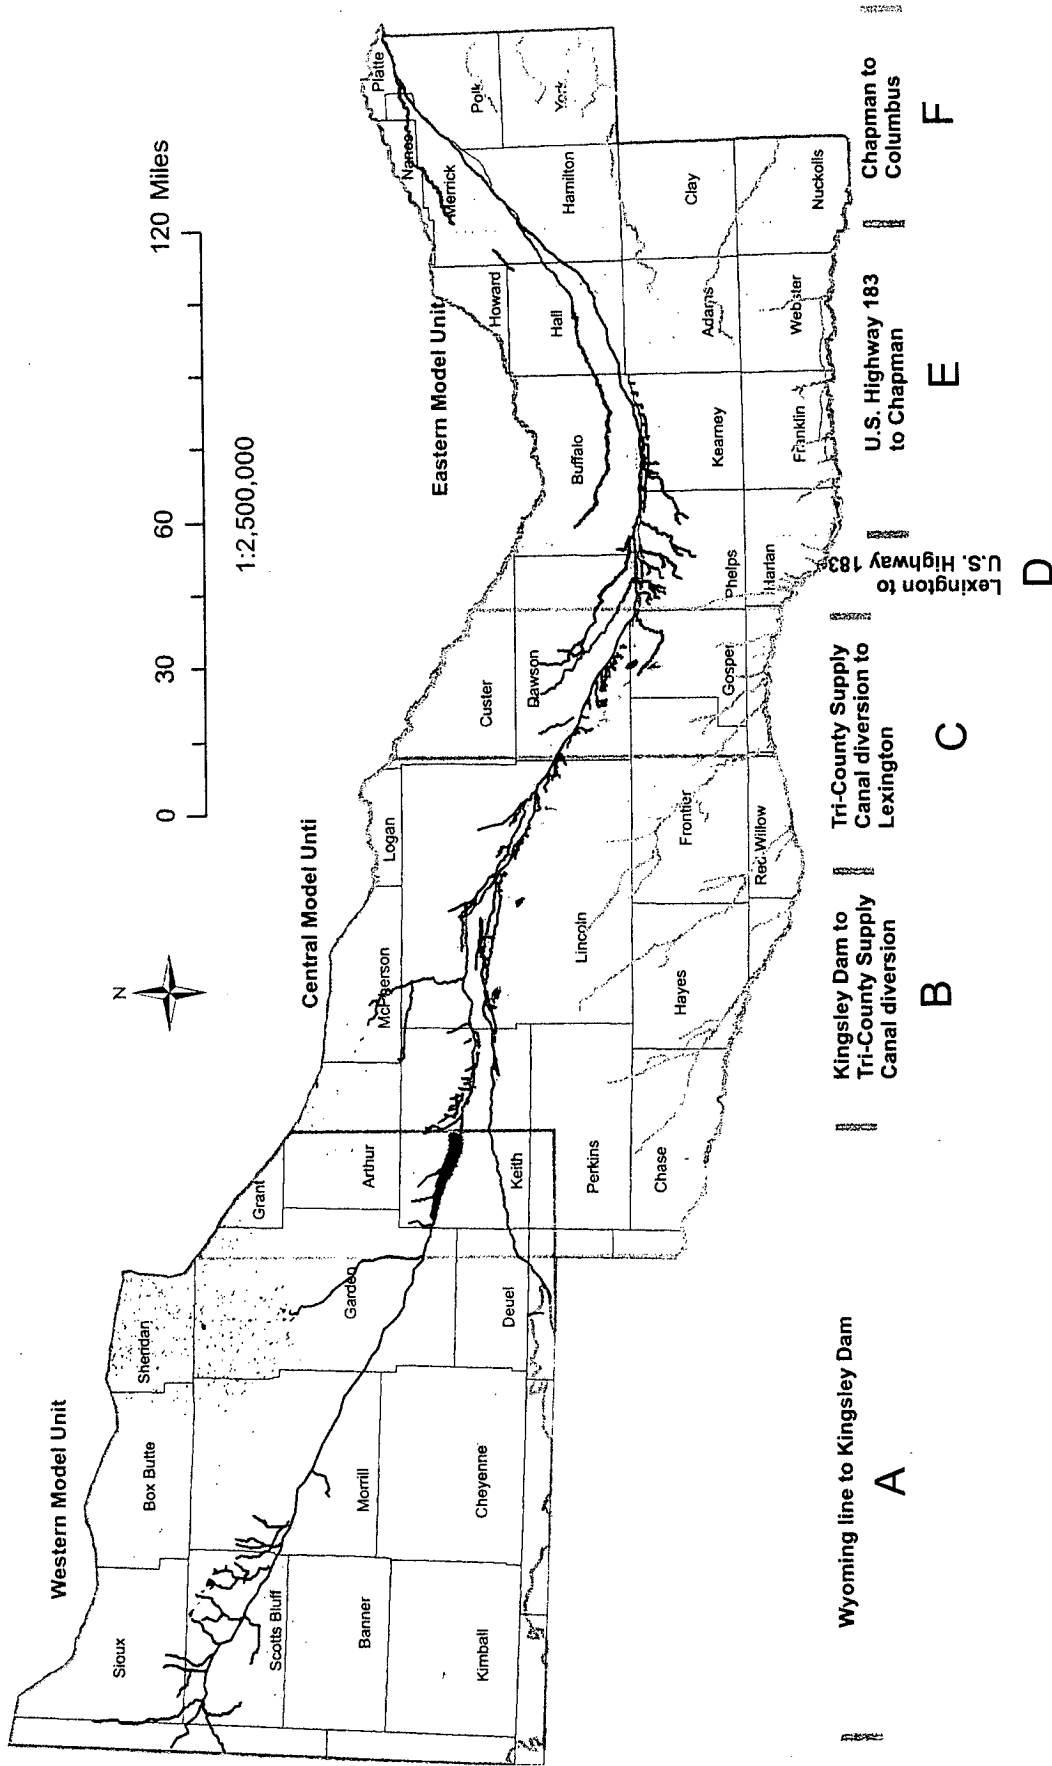 Western Model Unit
Central Model Unti
Eastern Model Unit
N
0
30
60
120 Miles
1:2,500,000
Sioux
Box Butte
Sheridan
Scotts Bluff
Banner
Kimball
Morrill
Cheyenne
Garden
Deuel
Grant
Arthur
Keith
Perkins
Chase
McPherson
Logan
Lincoln
Hayes
Frontier
Red Willow
Custer
Dawson
Gosper
Phelps
Harlan
Buffalo
Kearney
Franklin
Howard
Hall
Adams
Webster
Merrick
Hamilton
Clay
Nuckolls
Nance
Platte
Polk
York
Wyoming line to Kingsley Dam
A
Kingsley Dam to
Tri-County Supply
Canal diversion
B
Tri-County Supply
Canal diversion to
Lexington
C
Lexington to
U.S. Highway 183
D
U.S. Highway 183
to Chapman
E
Chapman to
Columbus
F